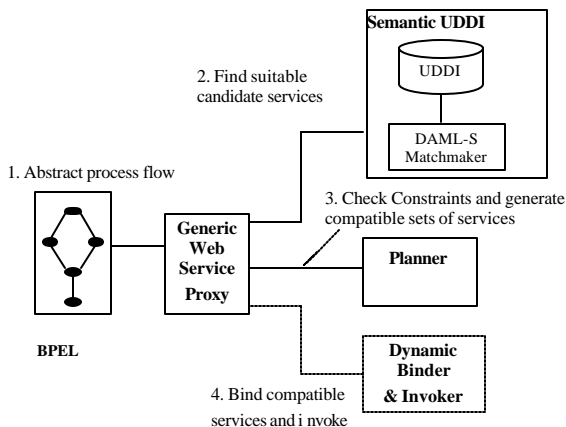 Semantic UDDI
UDDI
2. Find suitable
candidate services
DAML-S
Matchmaker
1. Abstract process flow
3. Check Constraints and generate
compatible sets of services
Generic
Web
Service
Proxy
Planner
BPEL
Dynamic
Binder
& Invoker
4. Bind compatible
services and i nvoke